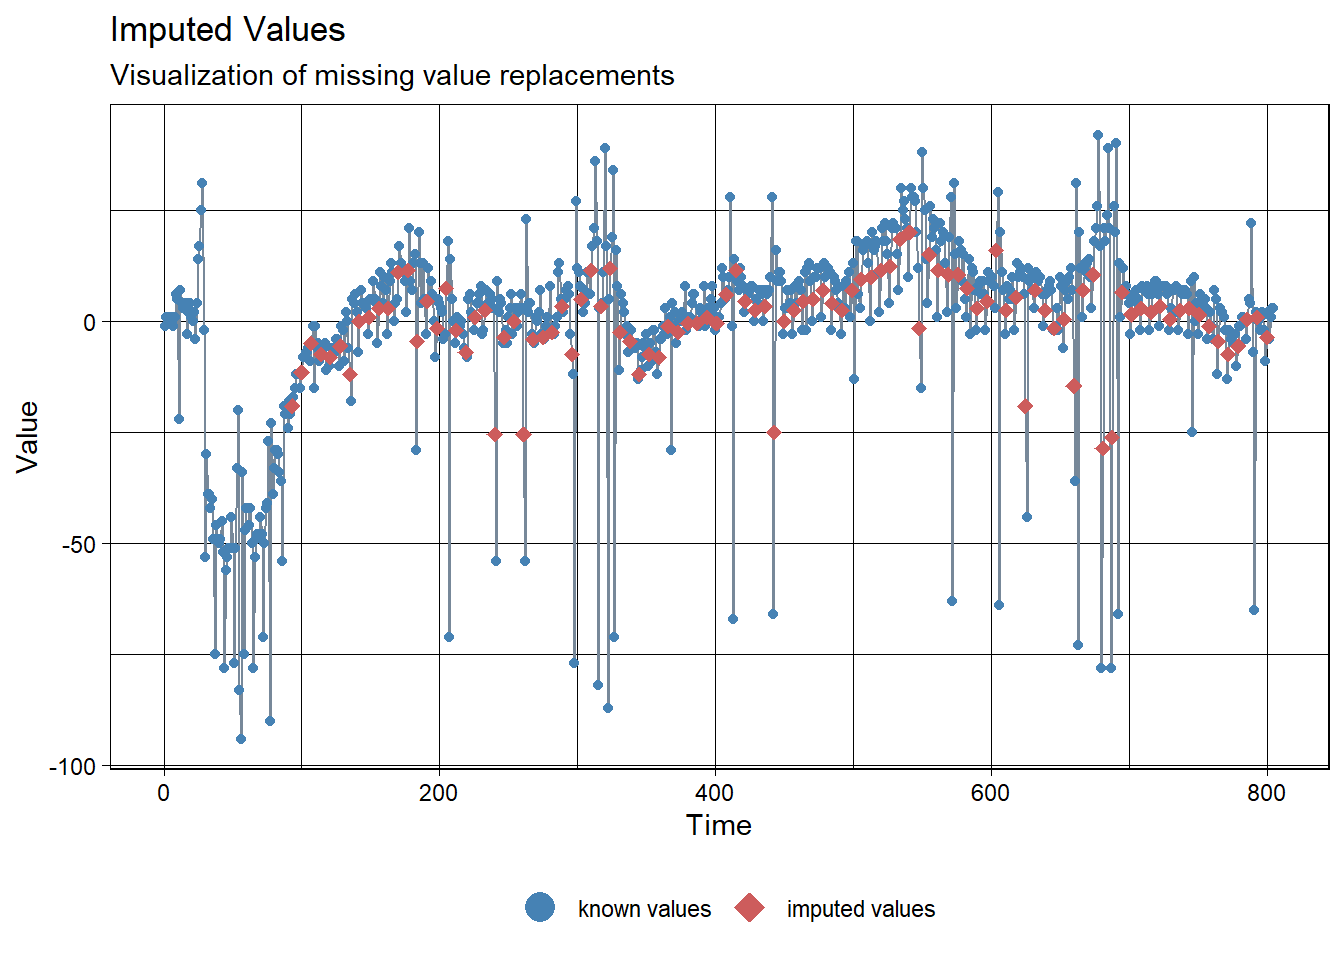 Imputed Values
Visualization of missing value replacements
Value
0
-50
-100
0 200 400 600 800
Time
known values imputed values